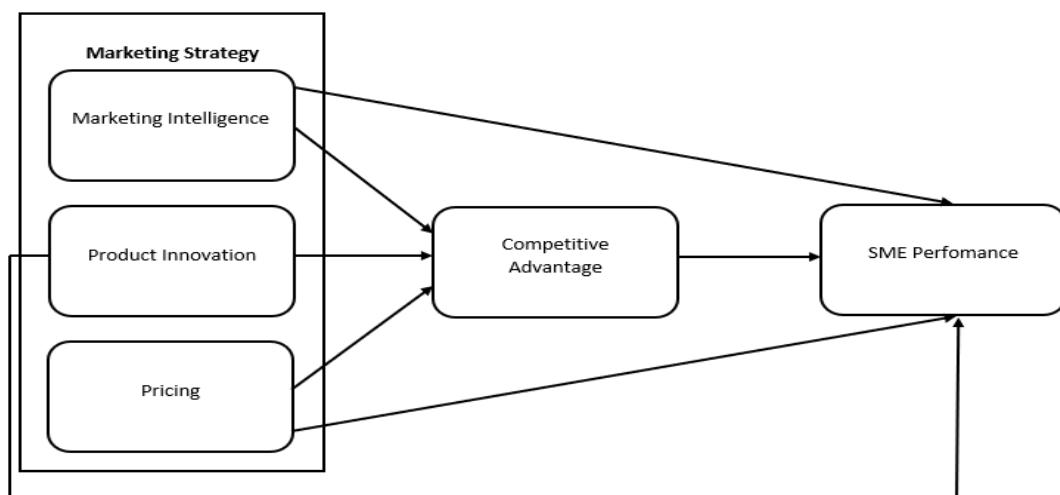 Marketing Strategy
Marketing Intelligence
Product Innovation
Competitive
Advantage
SME Perfomance
Pricing